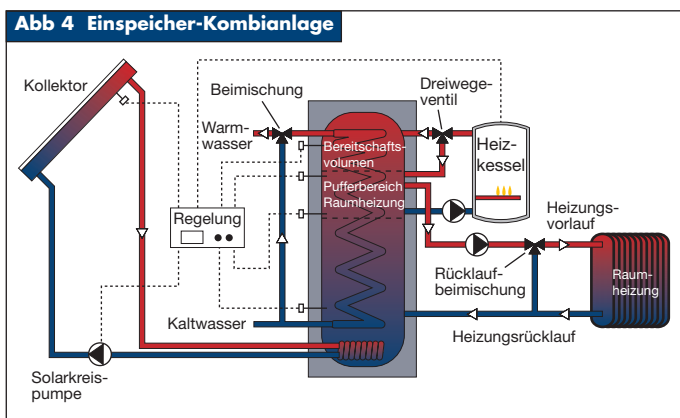 Abb 4 Einspeicher-Kombianlage
Kollektor
Beimischung
Dreiwege-
ventil
Warm-
wasser
Bereitschafts-
volumen
Heiz-
kessel
Pufferbereich
Raumheizung
Regelung
Heizungs-
vorlauf
Rücklauf-
beimischung
Raum-
heizung
Kaltwasser
Heizungsrücklauf
Solarkreis-
pumpe